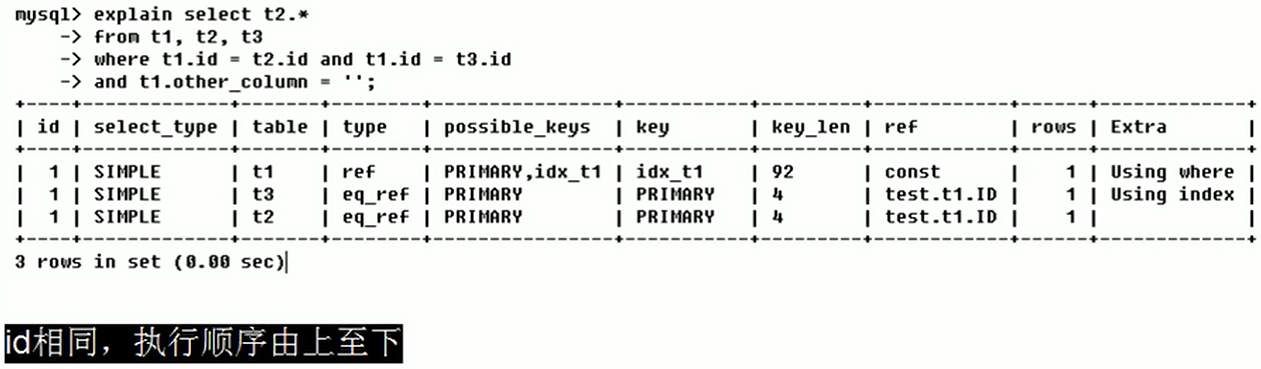 mysql> explain select t2.*
    -> from t1, t2, t3
    -> where t1.id = t2.id and t1.id = t3.id
    -> and t1.other_column = '';
+----+-------------+-------+--------+----------------+---------+---------+------------+------+-------------+
| id | select_type | table | type   | possible_keys  | key     | key_len | ref        | rows | Extra       |
+----+-------------+-------+--------+----------------+---------+---------+------------+------+-------------+
|  1 | SIMPLE      | t1    | ref    | PRIMARY,idx_t1 | idx_t1  | 92      | const      |    1 | Using where |
|  1 | SIMPLE      | t3    | eq_ref | PRIMARY        | PRIMARY | 4       | test.t1.ID |    1 | Using index |
|  1 | SIMPLE      | t2    | eq_ref | PRIMARY        | PRIMARY | 4       | test.t1.ID |    1 |             |
+----+-------------+-------+--------+----------------+---------+---------+------------+------+-------------+
3 rows in set (0.00 sec)
id相同，执行顺序由上至下